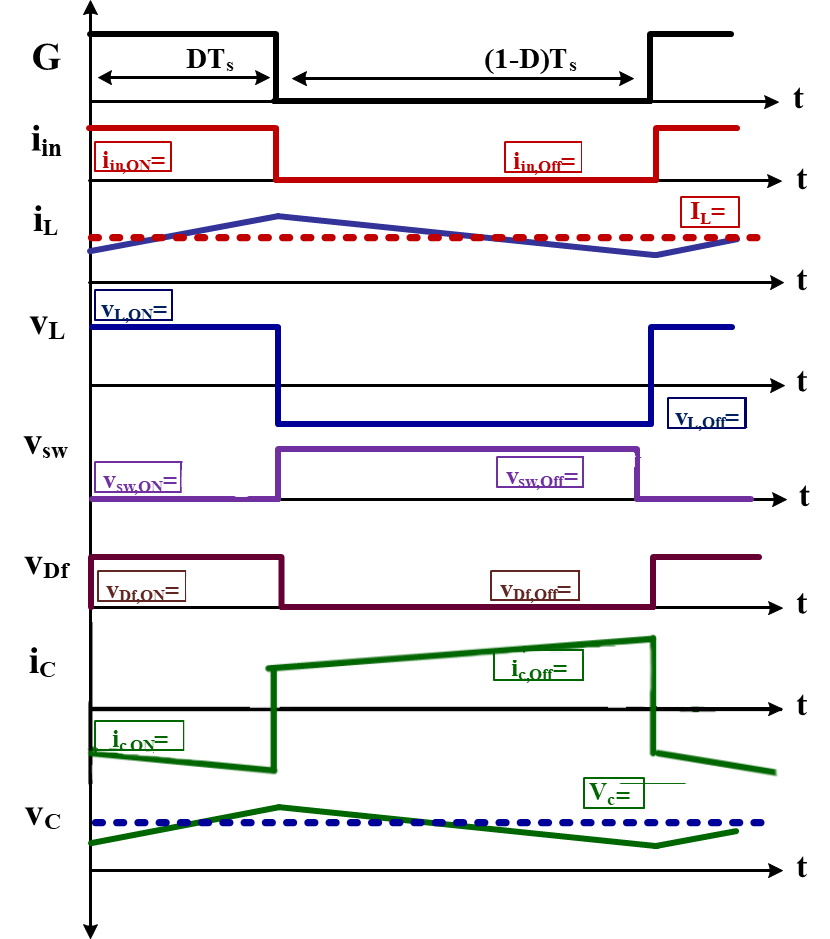 G
DTs
(1-D)Ts
t
iin
iin,ON=
iin,Off=
t
iL
IL=
t
vL,ON=
vL
t
vL,Off=
vsw
vsw,ON=
vsw,Off=
t
vDf
vDf,ON=
vDf,Off=
t
iC
ic,Off=
t
ic,ON=
Vc=
vC
t